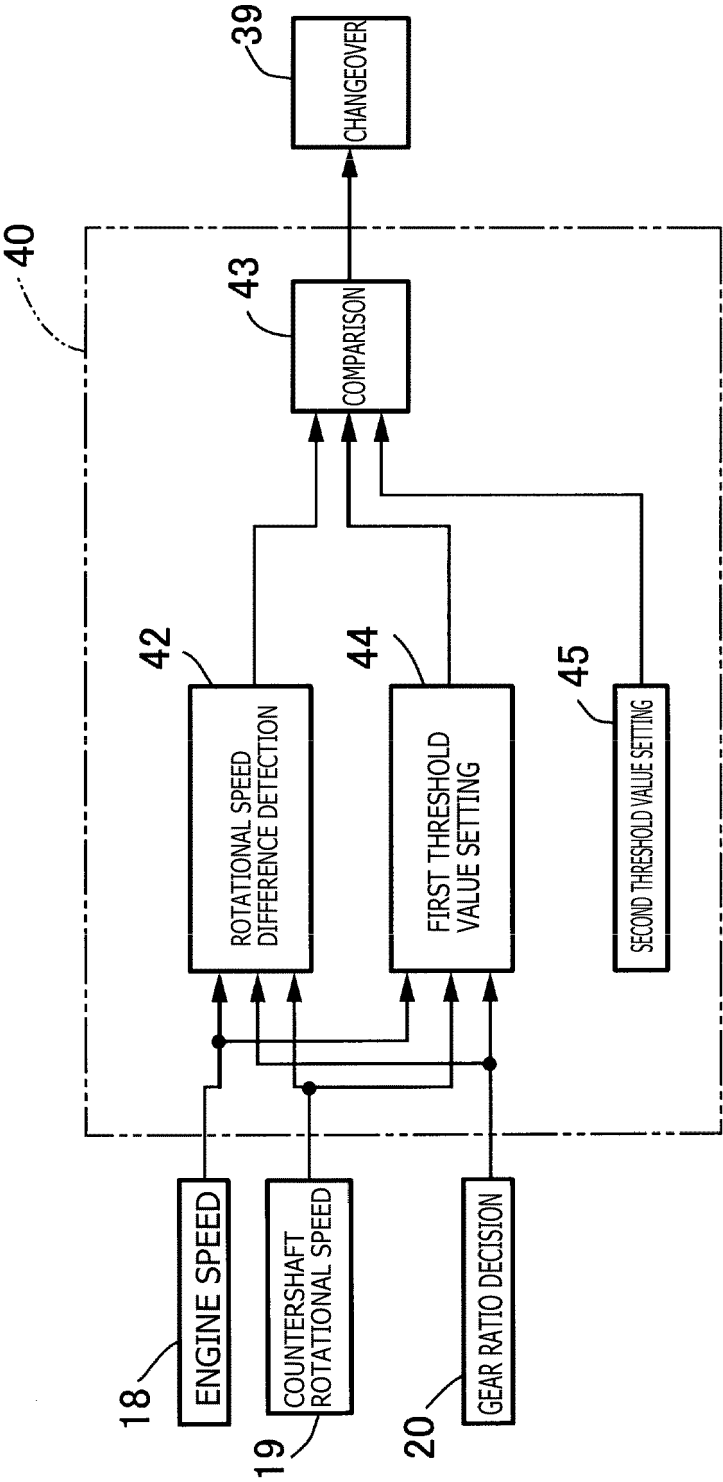 18
ENGINE SPEED
19
COUNTERSHAFT
ROTATIONAL SPEED
20
GEAR RATIO DECISION
40
42
ROTATIONAL SPEED
DIFFERENCE DETECTION
44
FIRST THRESHOLD
VALUE SETTING
45
SECOND THRESHOLD VALUE SETTING
43
COMPARISON
39
CHANGEOVER